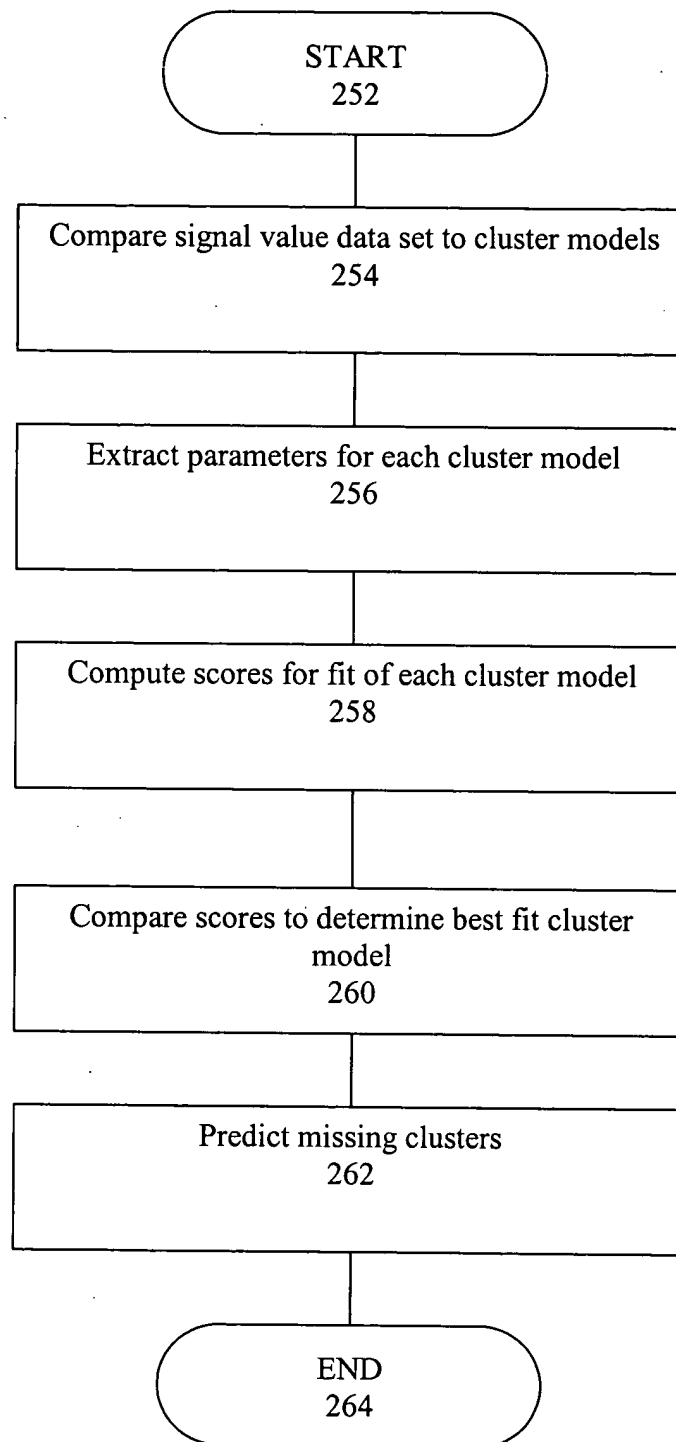 START
252
Compare signal value data set to cluster models
254
Extract parameters for each cluster model
256
Compute scores for fit of each cluster model
258
Compare scores to determine best fit cluster
model
260
Predict missing clusters
262
END
264